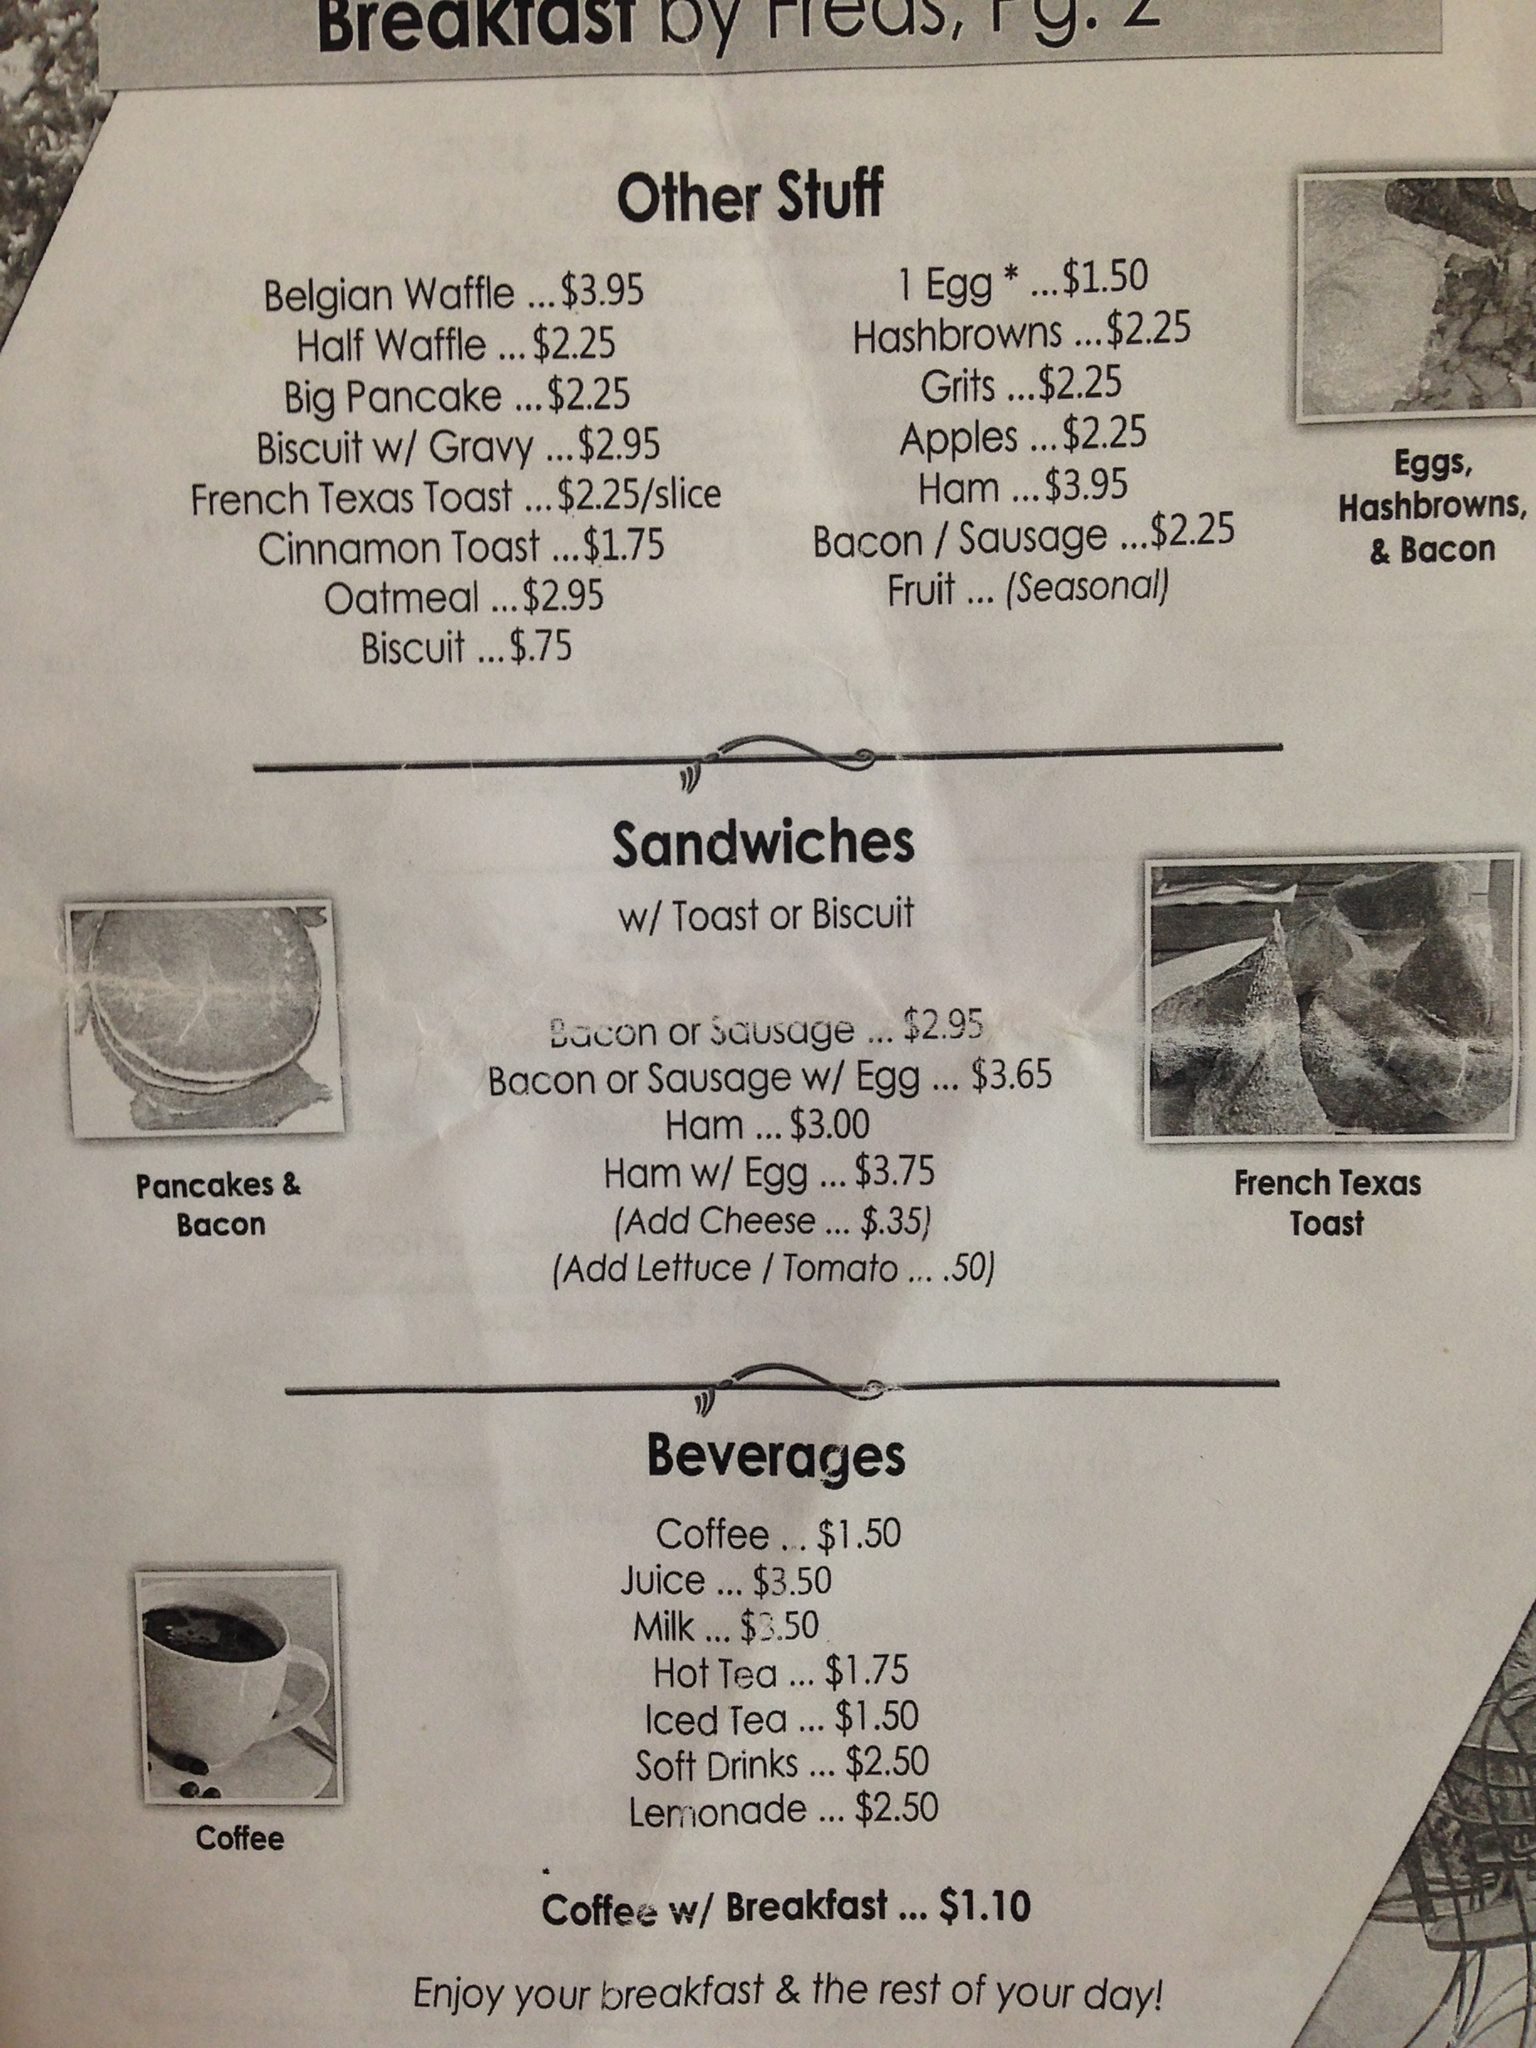 Breakfast by Freds, Pg. 2
Other Stuff
Belgian Waffle ...$3.95
Half Waffle ...$2.25
Big Pancake ...$2.25
Biscuit w/ Gravy ...$2.95
French Texas Toast ...$2.25/slice
Cinnamon Toast ...$1.75
Oatmeal ...$2.95
Biscuit ...$.75
1 Egg * ...$1.50
Hashbrowns ...$2.25
Grits ...$2.25
Apples ...$2.25
Ham ...$3.95
Bacon / Sausage ...$2.25
Fruit ... (Seasonal)
Eggs,
Hashbrowns,
& Bacon
Sandwiches
w/ Toast or Biscuit
Bacon or Sausage ... $2.95
Bacon or Sausage w/ Egg ... $3.65
Ham ... $3.00
Ham w/ Egg ... $3.75
(Add Cheese ... $.35)
(Add Lettuce / Tomato ... .50)
Pancakes &
Bacon
French Texas
Toast
Beverages
Coffee ... $1.50
Juice ... $3.50
Milk ... $3.50
Hot Tea ... $1.75
Iced Tea ... $1.50
Soft Drinks ... $2.50
Lemonade ... $2.50
Coffee
Coffee w/ Breakfast ... $1.10
Enjoy your breakfast & the rest of your day!